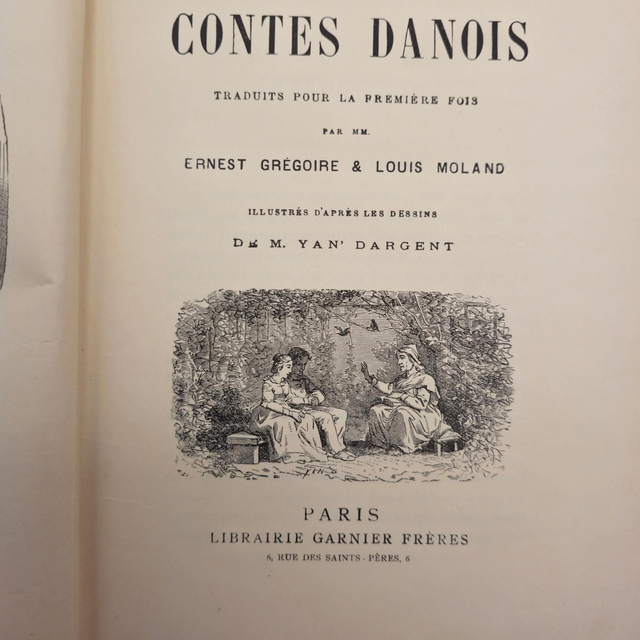 CONTES DANOIS
TRADUITS POUR LA PREMIÈRE FOIS
PAR MM.
ERNEST GRÉGOIRE & LOUIS MOLAND
ILLUSTRÉS D'APRÈS LES DESSINS
DE M. YAN' DARGENT
PARIS
LIBRAIRIE GARNIER FRÈRES
6, RUE DES SAINTS-PÈRES, 6